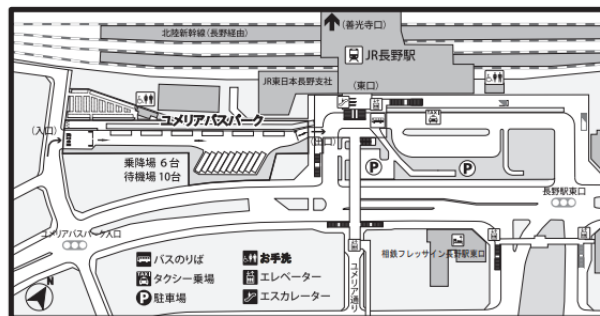 (善光寺口)
北陸新幹線(長野経由)
JR長野駅
JR東日本長野支社
(東口)
ユメリアバスパーク
TAXI
(入口)
(出口)
乗降場 6台
待機場 10台
P
P
長野駅東口
ユメリアバスパーク入口
相鉄フレッサイン長野駅東口
ユメリア通り
バスのりば
お手洗
TAXI
タクシー乗場
エレベーター
P
駐車場
エスカレーター